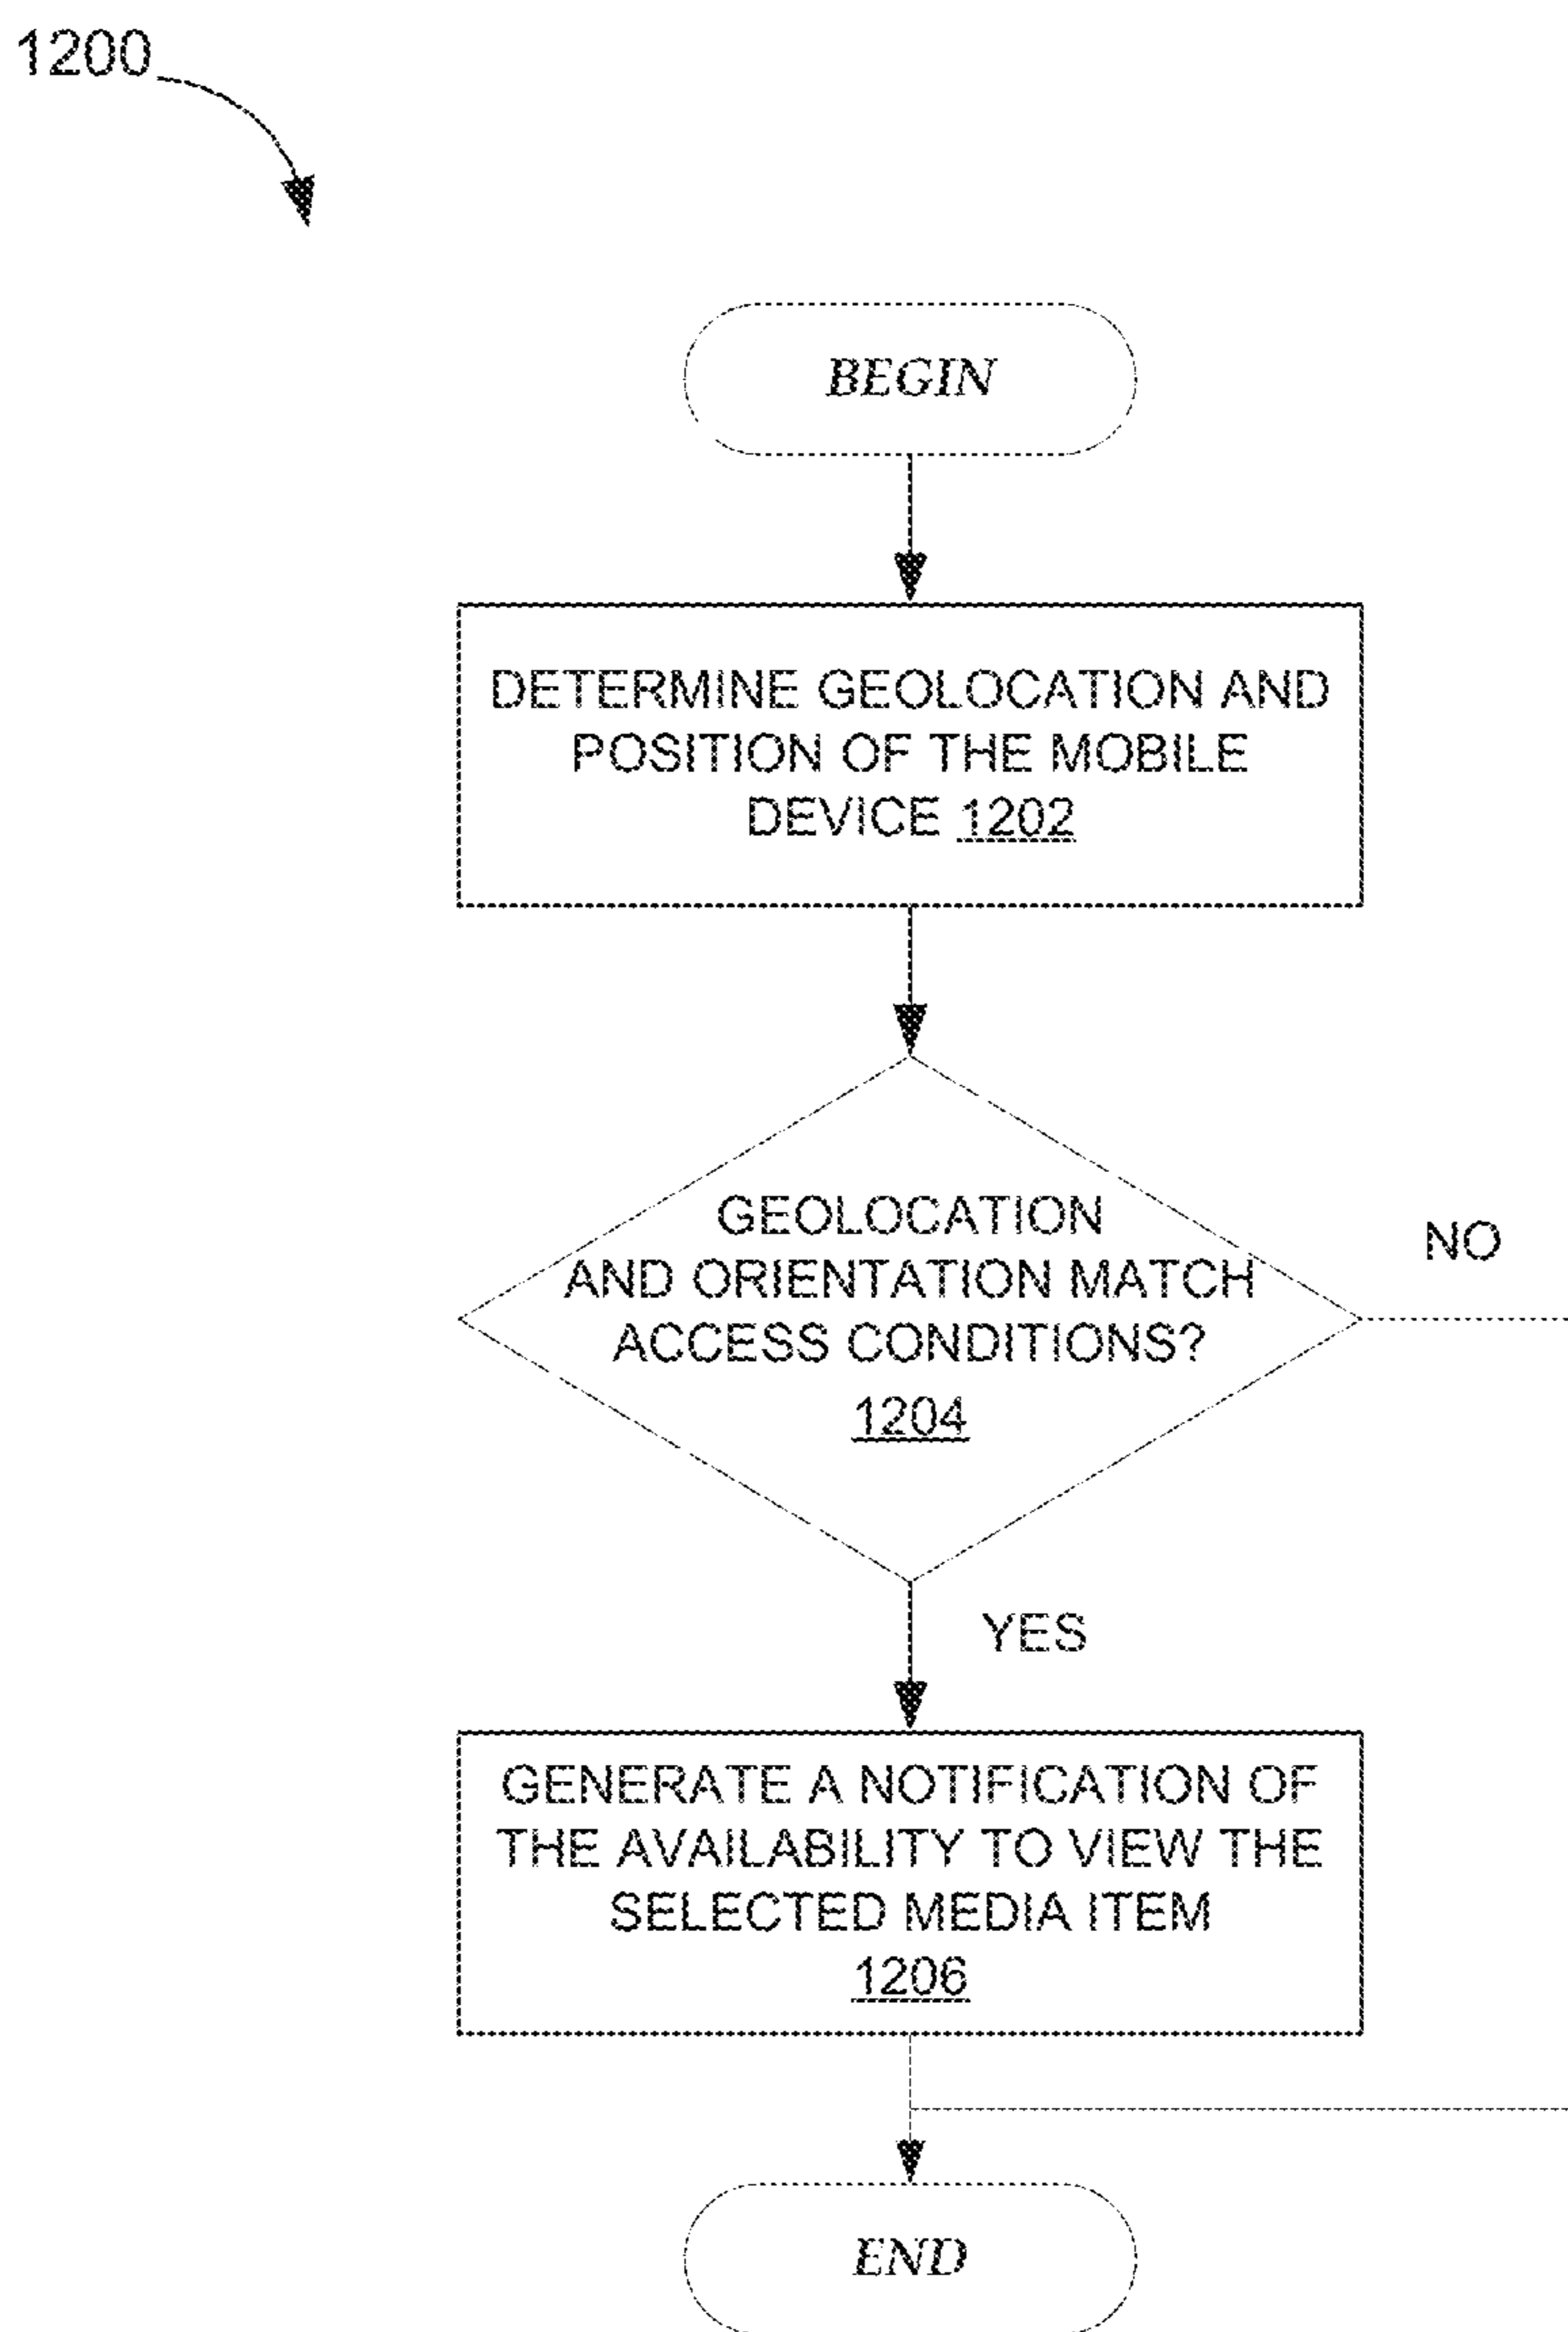 1200
BEGIN
DETERMINE GEOLOCATION AND
POSITION OF THE MOBILE
DEVICE 1202
GEOLOCATION
AND ORIENTATION MATCH
ACCESS CONDITIONS?
1204
NO
YES
GENERATE A NOTIFICATION OF
THE AVAILABILITY TO VIEW THE
SELECTED MEDIA ITEM
1206
END